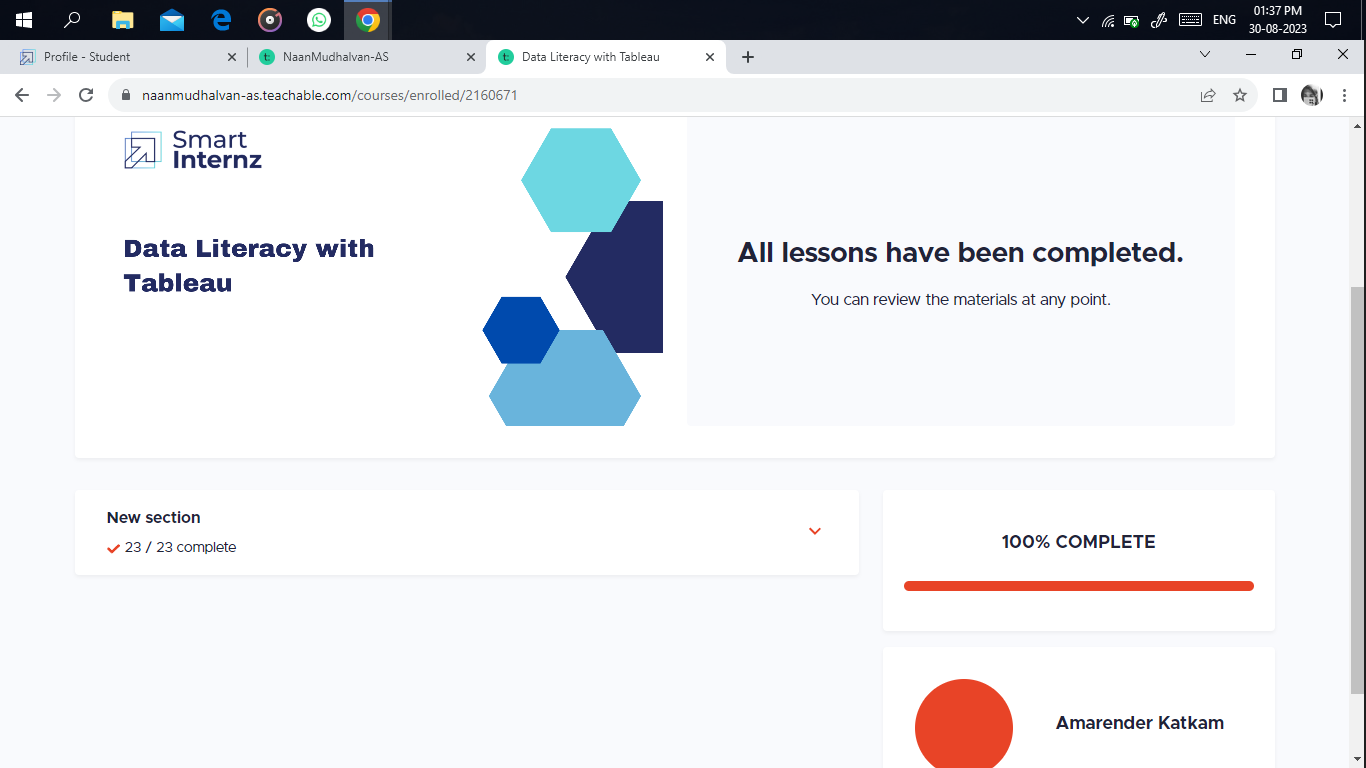 01:37 PM
ENG
30-08-2023
Profile - Student
NaanMudhalvan-AS
Data Literacy with Tableau
naanmudhalvan-as.teachable.com/courses/enrolled/2160671
Smart
Internz
Data Literacy with
Tableau
All lessons have been completed.
You can review the materials at any point.
New section
23 / 23 complete
100% COMPLETE
Amarender Katkam